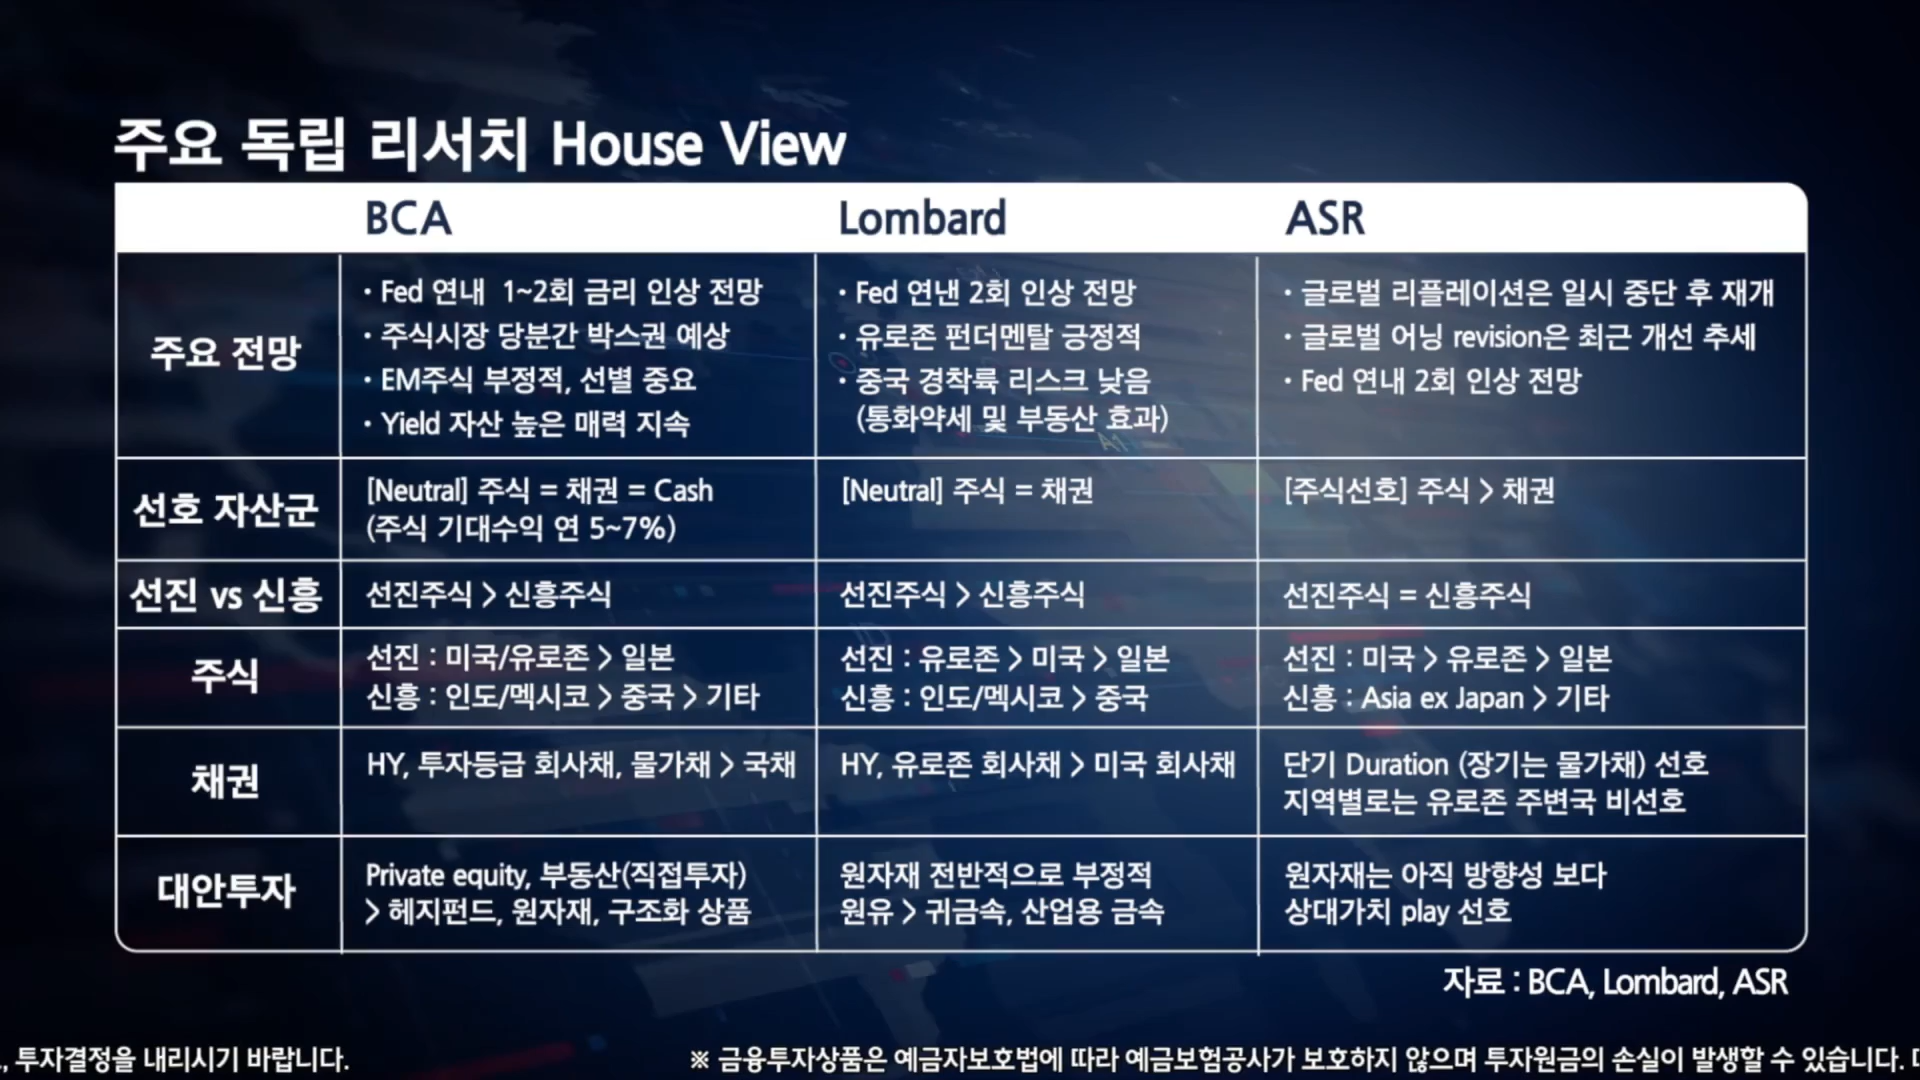 주요 독립 리서치 House View
BCA
Lombard
ASR
주요 전망
· Fed 연내 1~2회 금리 인상 전망
· 주식시장 당분간 박스권 예상
· EM주식 부정적, 선별 중요
· Yield 자산 높은 매력 지속
· Fed 연낸 2회 인상 전망
· 유로존 펀더멘탈 긍정적
· 중국 경착륙 리스크 낮음
(통화약세 및 부동산 효과)
· 글로벌 리플레이션은 일시 중단 후 재개
· 글로벌 어닝 revision은 최근 개선 추세
· Fed 연내 2회 인상 전망
선호 자산군
[Neutral] 주식 = 채권 = Cash
(주식 기대수익 연 5~7%)
[Neutral] 주식 = 채권
[주식선호] 주식 > 채권
선진 vs 신흥
선진주식 > 신흥주식
선진주식 > 신흥주식
선진주식 = 신흥주식
주식
선진 : 미국/유로존 > 일본
신흥 : 인도/멕시코 > 중국 > 기타
선진 : 유로존 > 미국 > 일본
신흥 : 인도/멕시코 > 중국
선진 : 미국 > 유로존 > 일본
신흥 : Asia ex Japan > 기타
채권
HY, 투자등급 회사채, 물가채 > 국채
HY, 유로존 회사채 > 미국 회사채
단기 Duration (장기는 물가채) 선호
지역별로는 유로존 주변국 비선호
대안투자
Private equity, 부동산(직접투자)
> 헤지펀드, 원자재, 구조화 상품
원자재 전반적으로 부정적
원유 > 귀금속, 산업용 금속
원자재는 아직 방향성 보다
상대가치 play 선호
자료 : BCA, Lombard, ASR
, 투자결정을 내리시기 바랍니다.
※ 금융투자상품은 예금자보호법에 따라 예금보험공사가 보호하지 않으며 투자원금의 손실이 발생할 수 있습니다.